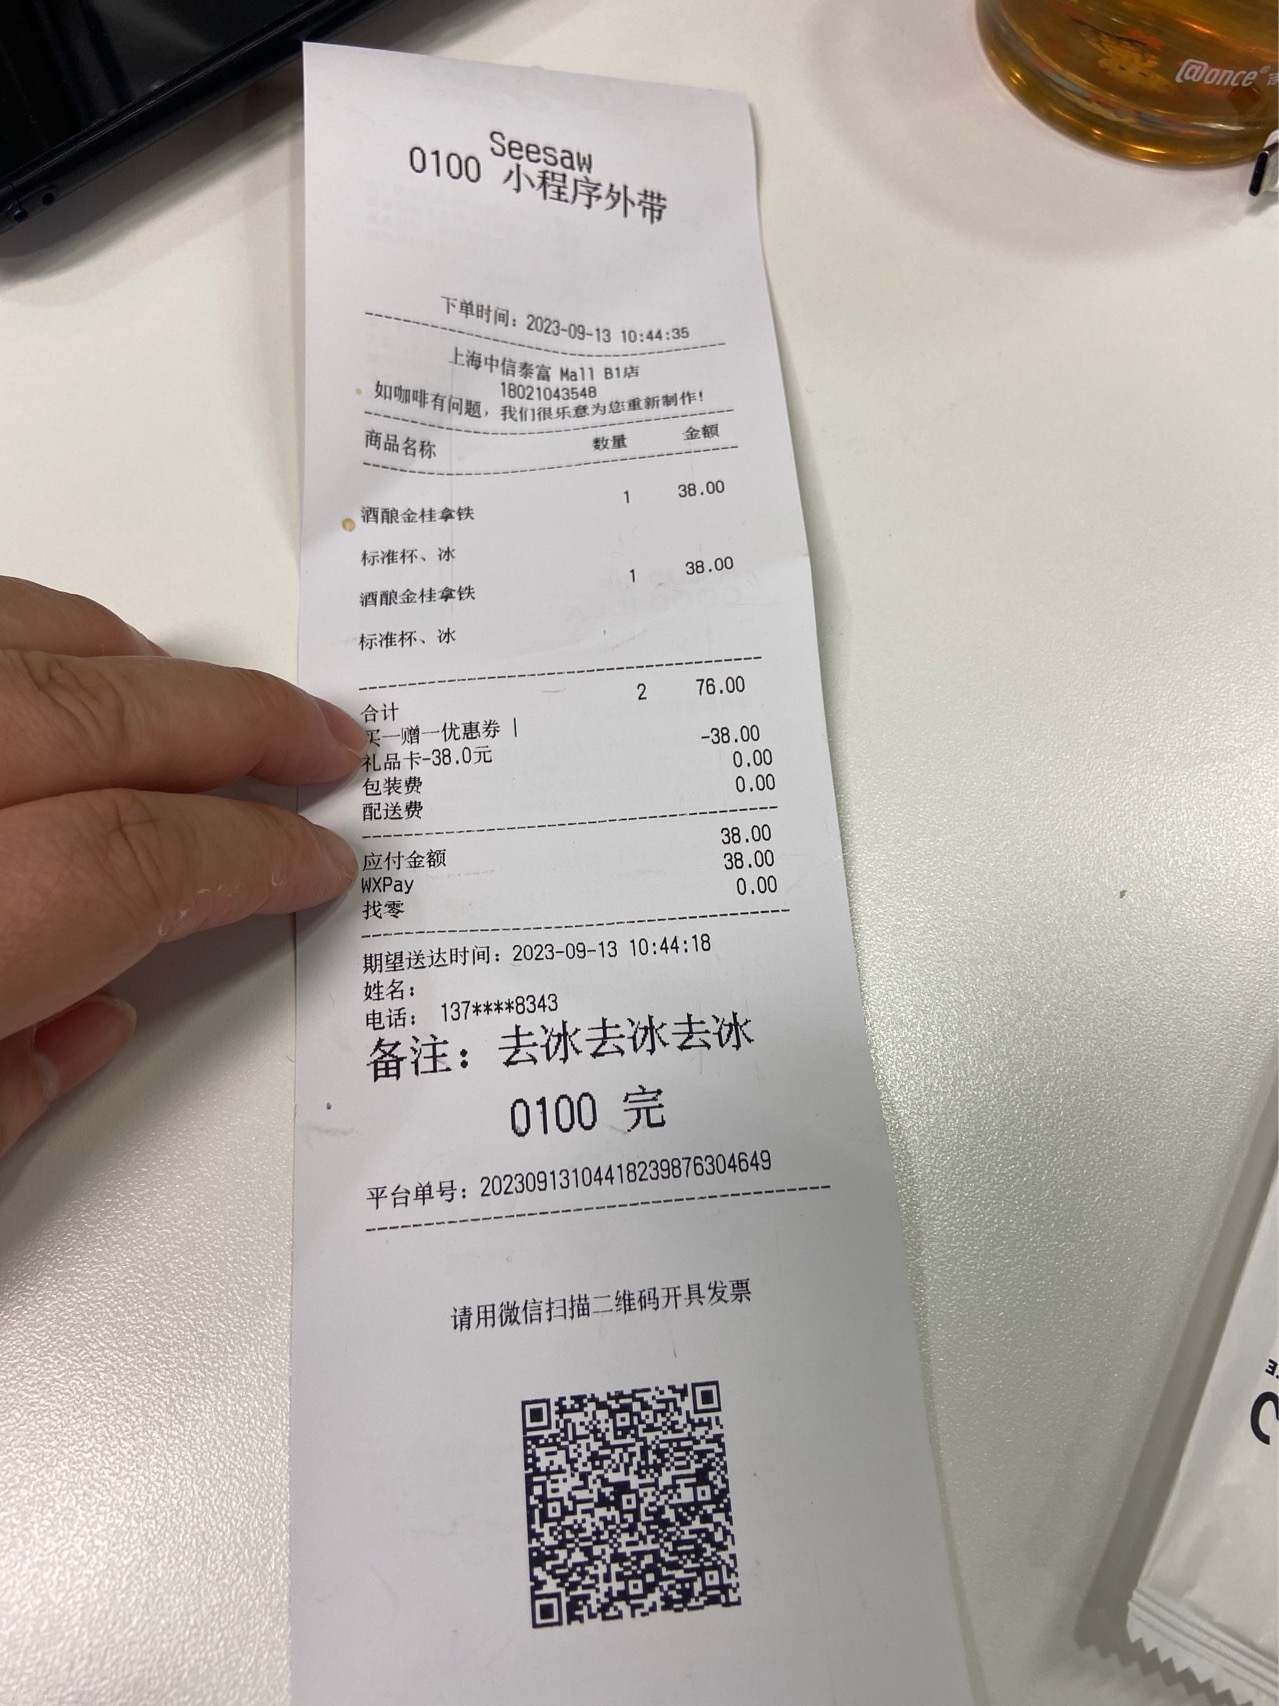 @once
Seesaw
0100 小程序外带
下单时间：2023-09-13 10:44:35
上海中信泰富 Mall B1店
18021043548
如咖啡有问题，我们很乐意为您重新制作！
商品名称 数量 金额
酒酿金桂拿铁 1 38.00
标准杯、冰
酒酿金桂拿铁 1 38.00
标准杯、冰
合计 2 76.00
买一赠一优惠券 |
礼品卡-38.0元 -38.00
包装费 0.00
配送费 0.00
应付金额 38.00
WXPay 38.00
找零 0.00
期望送达时间：2023-09-13 10:44:18
姓名：
电话： 137****8343
备注：去冰去冰去冰
0100 完
平台单号：20230913104418239876304649
请用微信扫描二维码开具发票